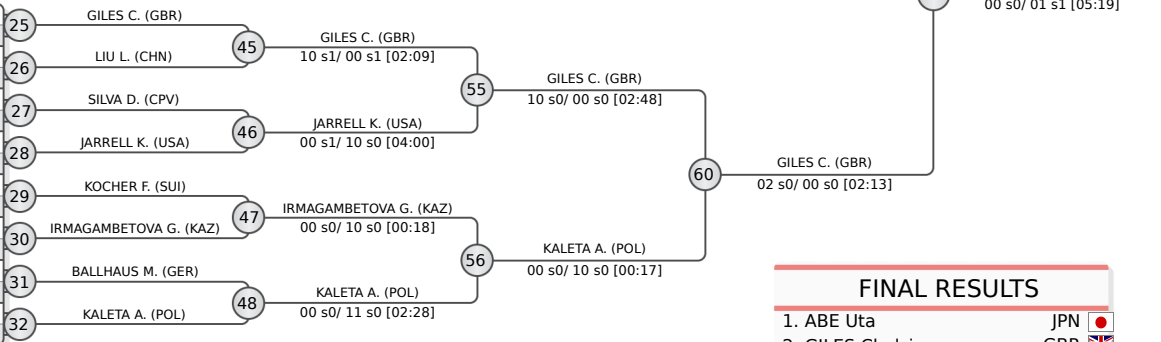 00 s0/ 01 s1 [05:19]
25
GILES C. (GBR)
45
GILES C. (GBR)
10 s1/ 00 s1 [02:09]
26
LIU L. (CHN)
55
GILES C. (GBR)
10 s0/ 00 s0 [02:48]
27
SILVA D. (CPV)
46
JARRELL K. (USA)
00 s1/ 10 s0 [04:00]
28
JARRELL K. (USA)
60
GILES C. (GBR)
02 s0/ 00 s0 [02:13]
29
KOCHER F. (SUI)
47
IRMAGAMBETOVA G. (KAZ)
00 s0/ 10 s0 [00:18]
30
IRMAGAMBETOVA G. (KAZ)
56
KALETA A. (POL)
00 s0/ 10 s0 [00:17]
31
BALLHAUS M. (GER)
48
KALETA A. (POL)
00 s0/ 11 s0 [02:28]
32
KALETA A. (POL)
FINAL RESULTS
1. ABE Uta JPN
2. GILES GBR